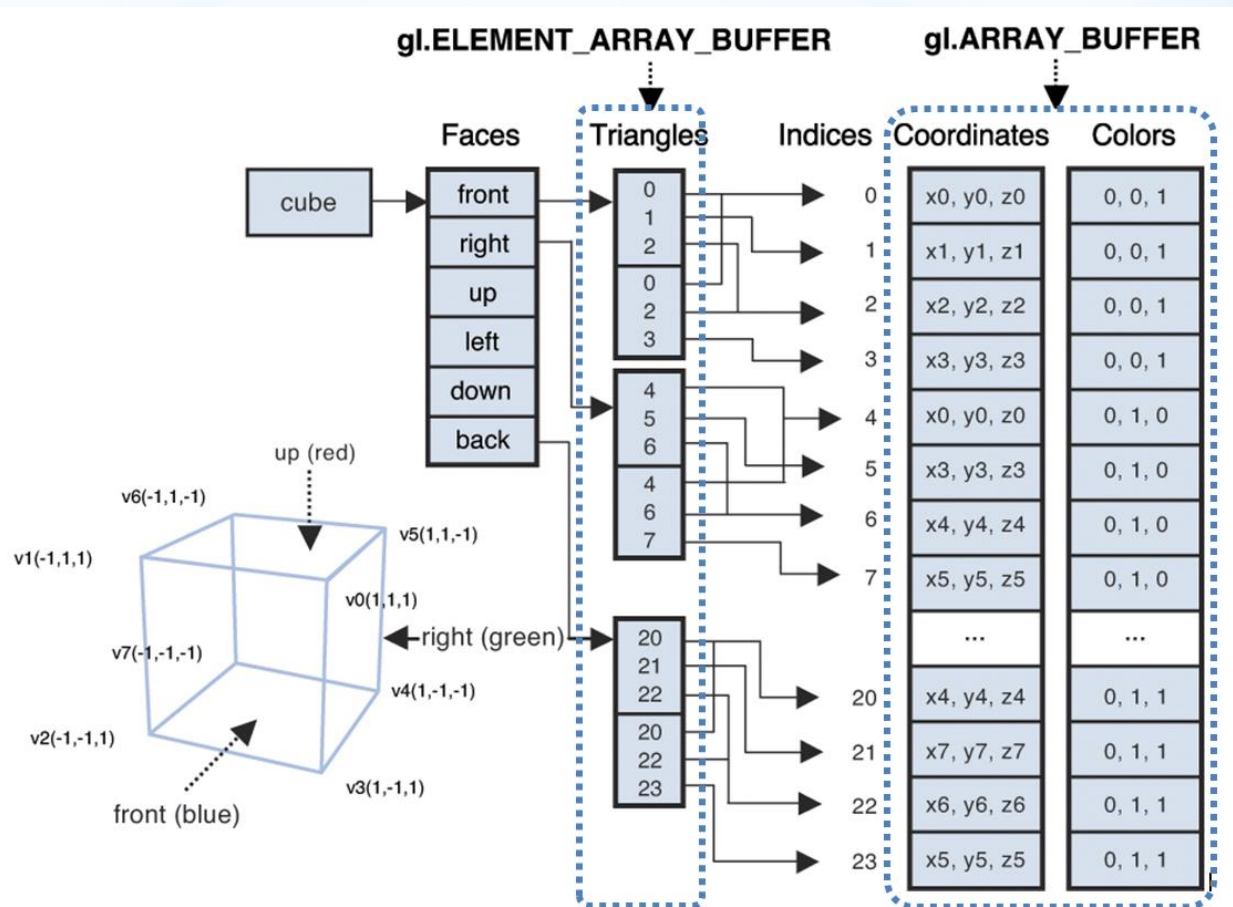 gl.ELEMENT_ARRAY_BUFFER
gl.ARRAY_BUFFER
Faces
Triangles
Indices
Coordinates
Colors
cube
front
right
up
left
down
back
0
1
2
0
2
3
4
5
6
4
6
7
20
21
22
20
22
23
0
1
2
3
4
5
6
7
20
21
22
23
x0, y0, z0
x1, y1, z1
x2, y2, z2
x3, y3, z3
x0, y0, z0
x3, y3, z3
x4, y4, z4
x5, y5, z5
...
x4, y4, z4
x7, y7, z7
x6, y6, z6
x5, y5, z5
0, 0, 1
0, 0, 1
0, 0, 1
0, 0, 1
0, 1, 0
0, 1, 0
0, 1, 0
0, 1, 0
...
0, 1, 1
0, 1, 1
0, 1, 1
0, 1, 1
up (red)
v6(-1,1,-1)
v5(1,1,-1)
v1(-1,1,1)
v0(1,1,1)
right (green)
v7(-1,-1,-1)
v4(1,-1,-1)
v2(-1,-1,1)
v3(1,-1,1)
front (blue)